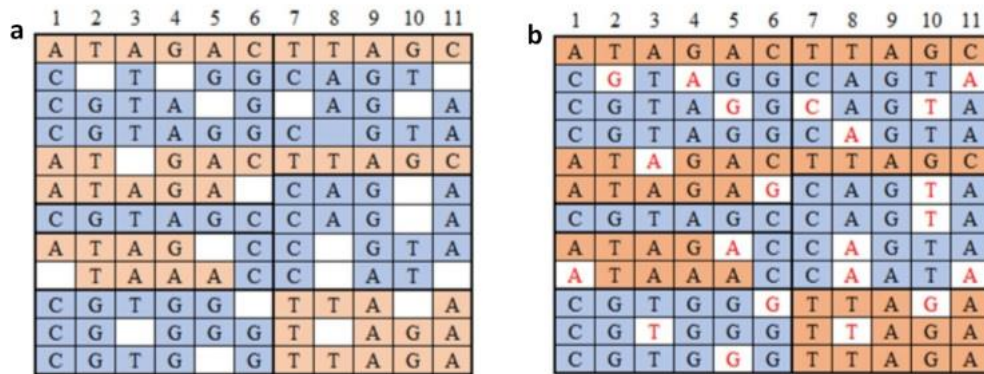 1 2 3 4 5 6 7 8 9 10 11
a
A T A G A C T T A G C
C T G G C A G T
C G T A G A G A
C G T A G G C G T A
A T G A C T T A G C
A T A G A C A G A
C G T A G C C A G A
A T A G C C G T A
T A A A C C A T
C G T G G T T A A
C G G G G T A G A
C G T G G T T A G A
1 2 3 4 5 6 7 8 9 10 11
b
A T A G A C T T A G C
C G T A G G C A G T A
C G T A G G C A G T A
C G T A G G C A G T A
A T A G A C T T A G C
A T A G A G C A G T A
C G T A G C C A G T A
A T A G A C C A G T A
A T A A A C C A A T A
C G T G G G T T A G A
C G T G G G T T A G A
C G T G G G T T A G A